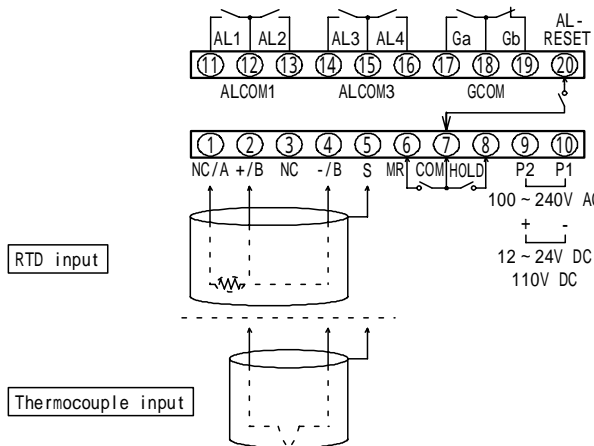 AL1 AL2 AL3 AL4 Ga Gb AL-
RESET
11 12 13 14 15 16 17 18 19 20
ALCOM1 ALCOM3 GCOM
1 2 3 4 5 6 7 8 9 10
NC/A +/B NC -/B S MR COM HOLD P2 P1
100 ~ 240V AC
+ -
12 ~ 24V DC
110V DC
RTD input
Thermocouple input